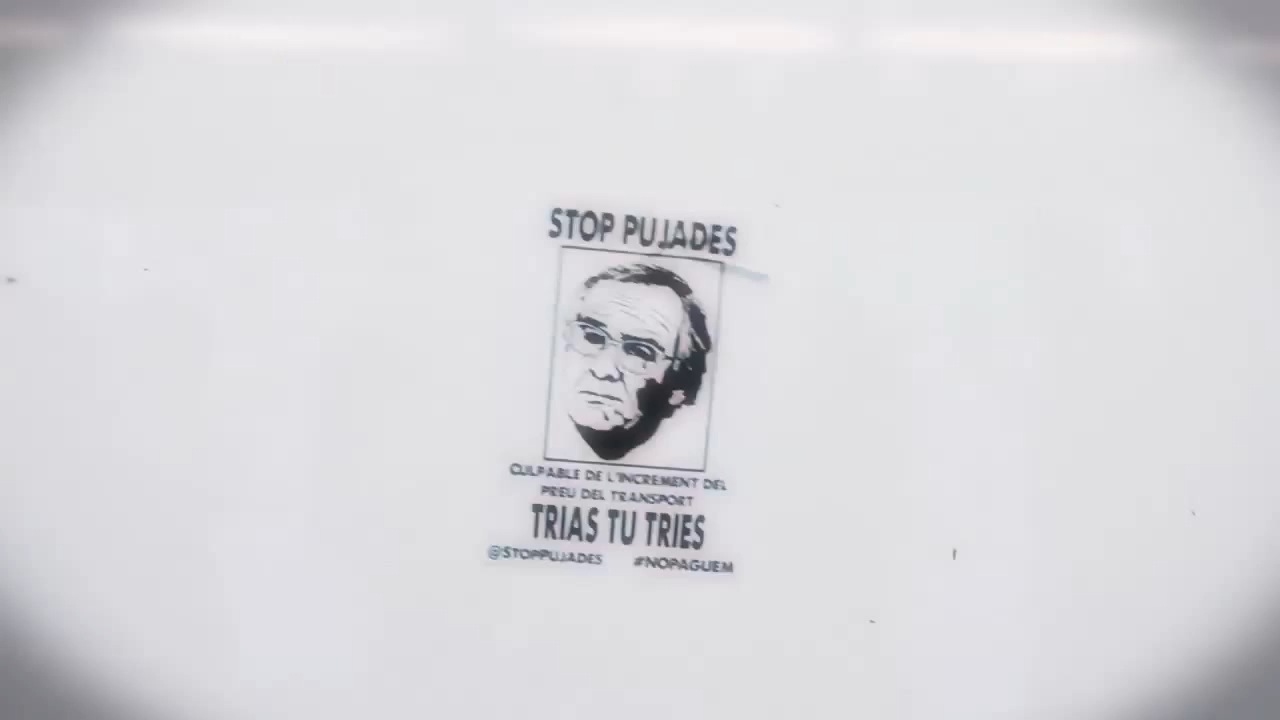 STOP PUJADES
CULPABLE DE L'INCREMENT DEL
PREU DEL TRANSPORT
TRIAS TU TRIES
@STOPPUJADES #NOPAGUEM